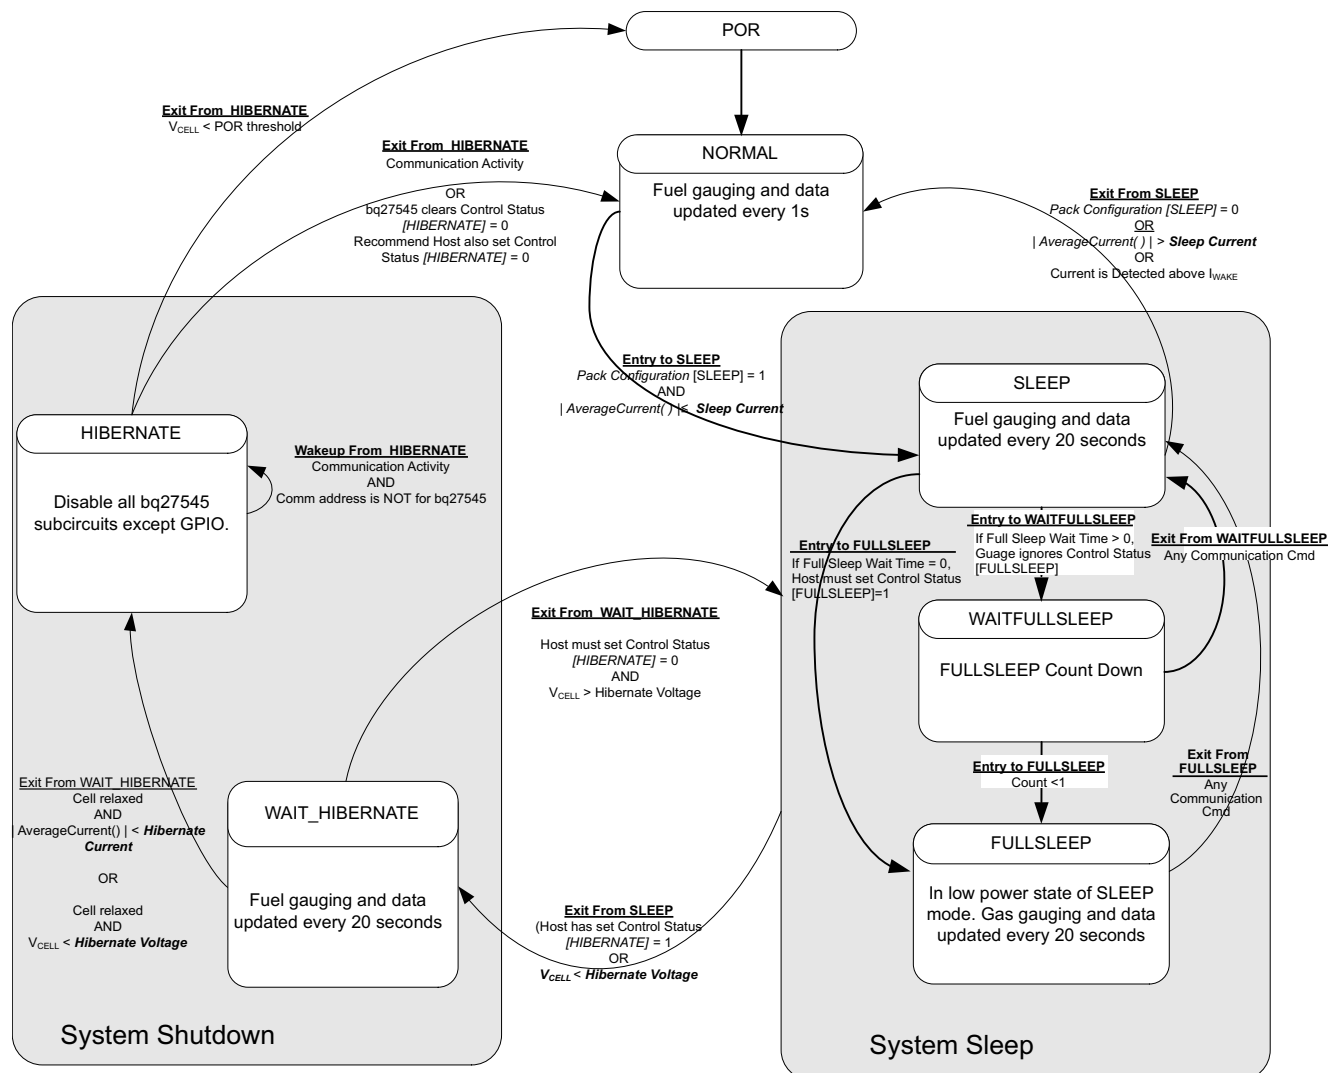 POR
Exit From HIBERNATE
VCELL < POR threshold
Exit From HIBERNATE
Communication Activity
OR
bq27545 clears Control Status
[HIBERNATE] = 0
Recommend Host also set Control
Status [HIBERNATE] = 0
NORMAL
Fuel gauging and data
updated every 1s
Exit From SLEEP
Pack Configuration [SLEEP] = 0
OR
| AverageCurrent( ) | > Sleep Current
OR
Current is Detected above IWAKE
Entry to SLEEP
Pack Configuration [SLEEP] = 1
AND
| AverageCurrent( ) |≤ Sleep Current
HIBERNATE
Disable all bq27545
subcircuits except GPIO.
Wakeup From HIBERNATE
Communication Activity
AND
Comm address is NOT for bq27545
SLEEP
Fuel gauging and data
updated every 20 seconds
Entry to WAITFULLSLEEP
If Full Sleep Wait Time > 0,
Guage ignores Control Status
[FULLSLEEP]
Exit From WAITFULLSLEEP
Any Communication Cmd
Entry to FULLSLEEP
If Full Sleep Wait Time = 0,
Host must set Control Status
[FULLSLEEP]=1
WAITFULLSLEEP
FULLSLEEP Count Down
Exit From WAIT_HIBERNATE
Host must set Control Status
[HIBERNATE] = 0
AND
VCELL > Hibernate Voltage
Entry to FULLSLEEP
Count <1
Exit From
FULLSLEEP
Any
Communication
Cmd
Exit From WAIT_HIBERNATE
Cell relaxed
AND
| AverageCurrent() | < Hibernate
Current
OR
Cell relaxed
AND
VCELL < Hibernate Voltage
WAIT_HIBERNATE
Fuel gauging and data
updated every 20 seconds
FULLSLEEP
In low power state of SLEEP
mode. Gas gauging and data
updated every 20 seconds
Exit From SLEEP
(Host has set Control Status
[HIBERNATE] = 1
OR
VCELL < Hibernate Voltage
System Shutdown
System Sleep